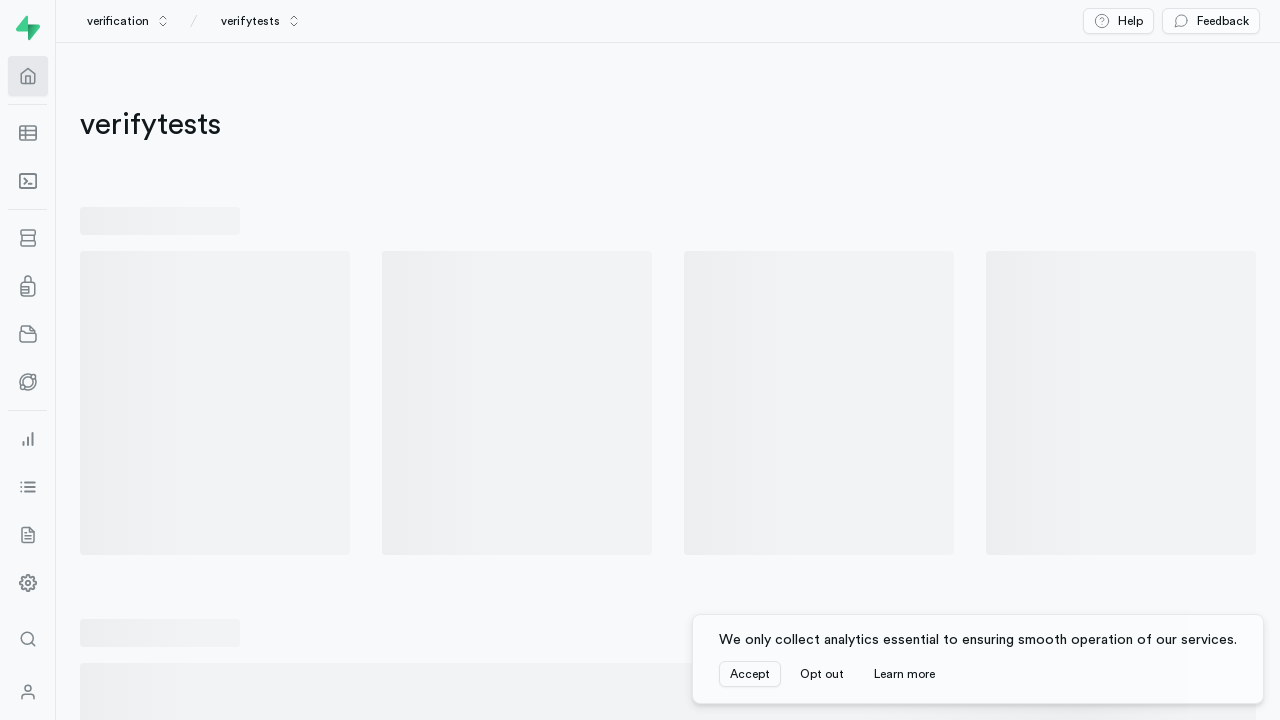 verification / verifytests
Help
Feedback
verifytests
We only collect analytics essential to ensuring smooth operation of our services.
Accept
Opt out
Learn more